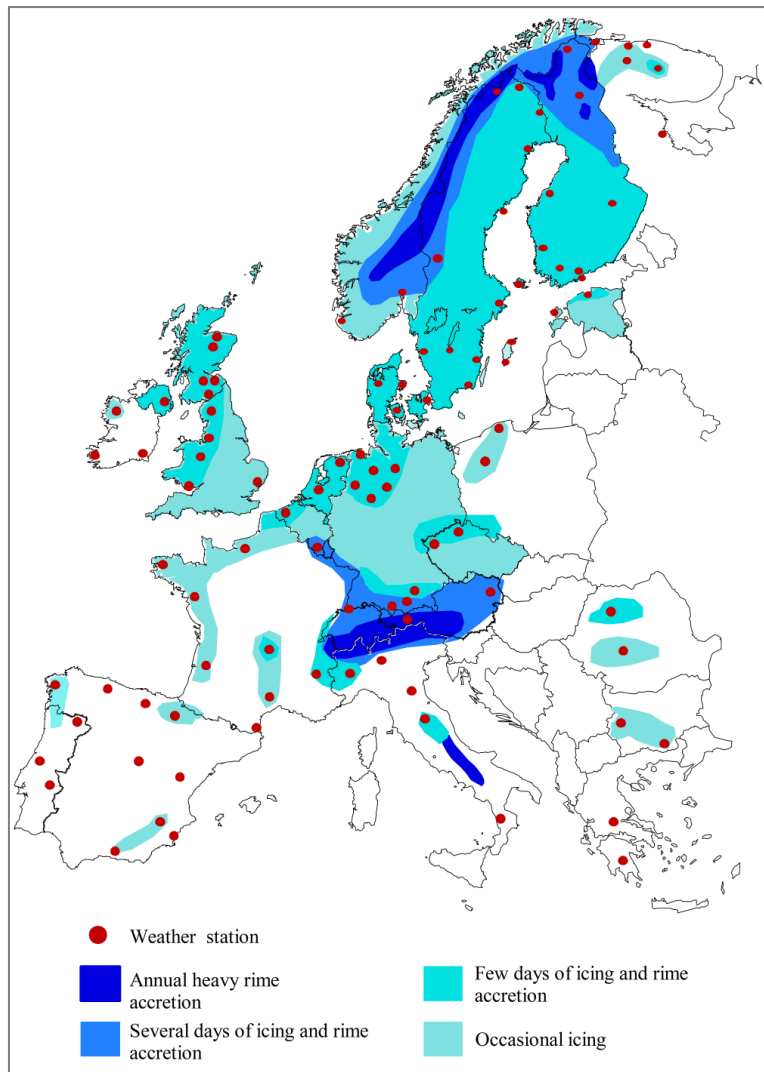 Weather station
Annual heavy rime
accretion
Several days of icing and rime
accretion
Few days of icing and rime
accretion
Occasional icing